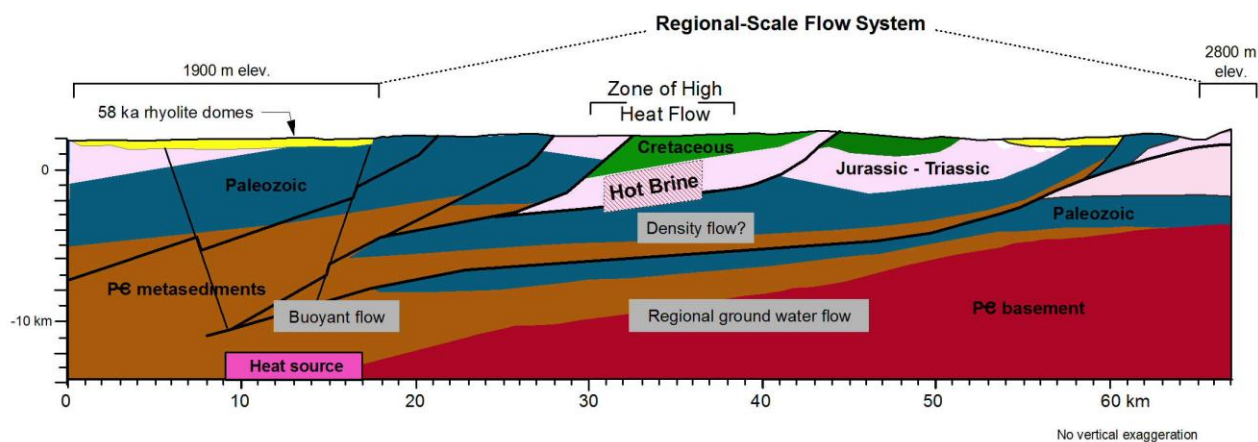 Regional-Scale Flow System
1900 m elev.
2800 m
elev.
58 ka rhyolite domes
Zone of High
Heat Flow
Cretaceous
Paleozoic
Hot Brine
Jurassic - Triassic
Density flow?
Paleozoic
PЄ metasediments
Buoyant flow
Regional ground water flow
PЄ basement
Heat source
0
-10 km
0
10
20
30
40
50
60 km
No vertical exaggeration